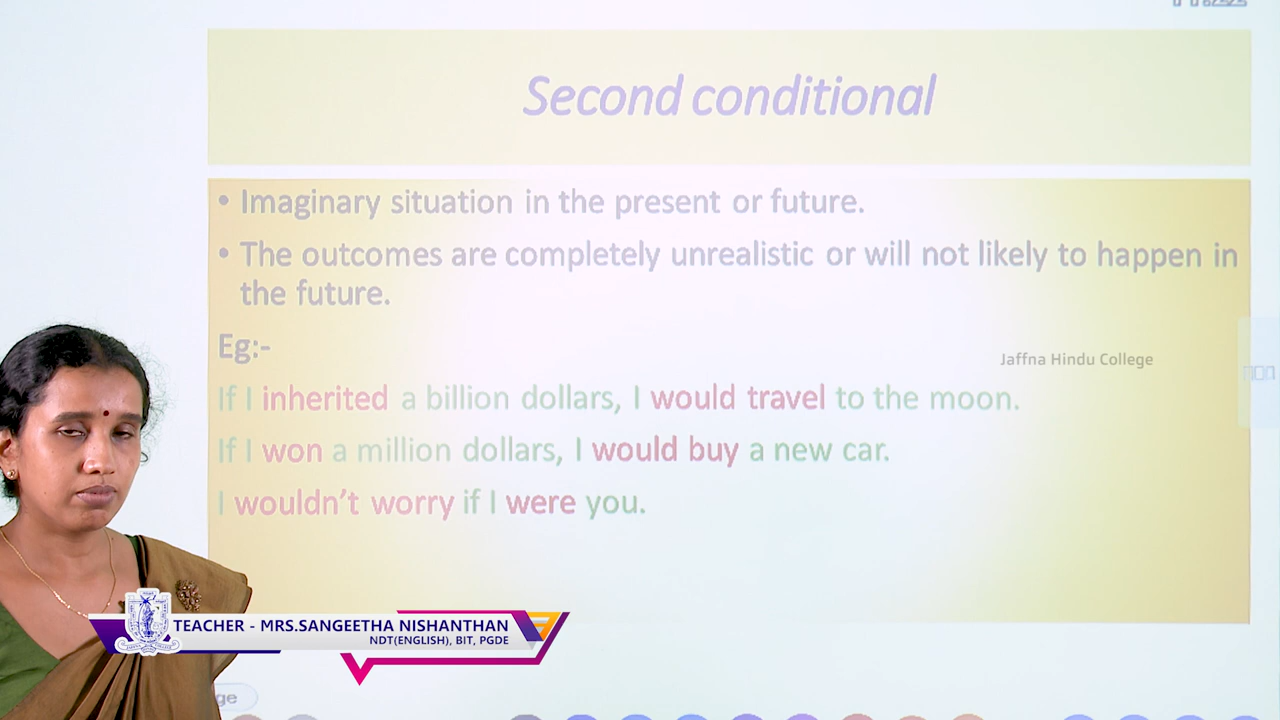 Second conditional
• Imaginary situation in the present or future.
• The outcomes are completely unrealistic or will not likely to happen in
the future.
Eg:-
Jaffna Hindu College
If I inherited a billion dollars, I would travel to the moon.
If I won a million dollars, I would buy a new car.
I wouldn't worry if I were you.
TEACHER - MRS.SANGEETHA NISHANTHAN
NDT(ENGLISH), BIT, PGDE
ge